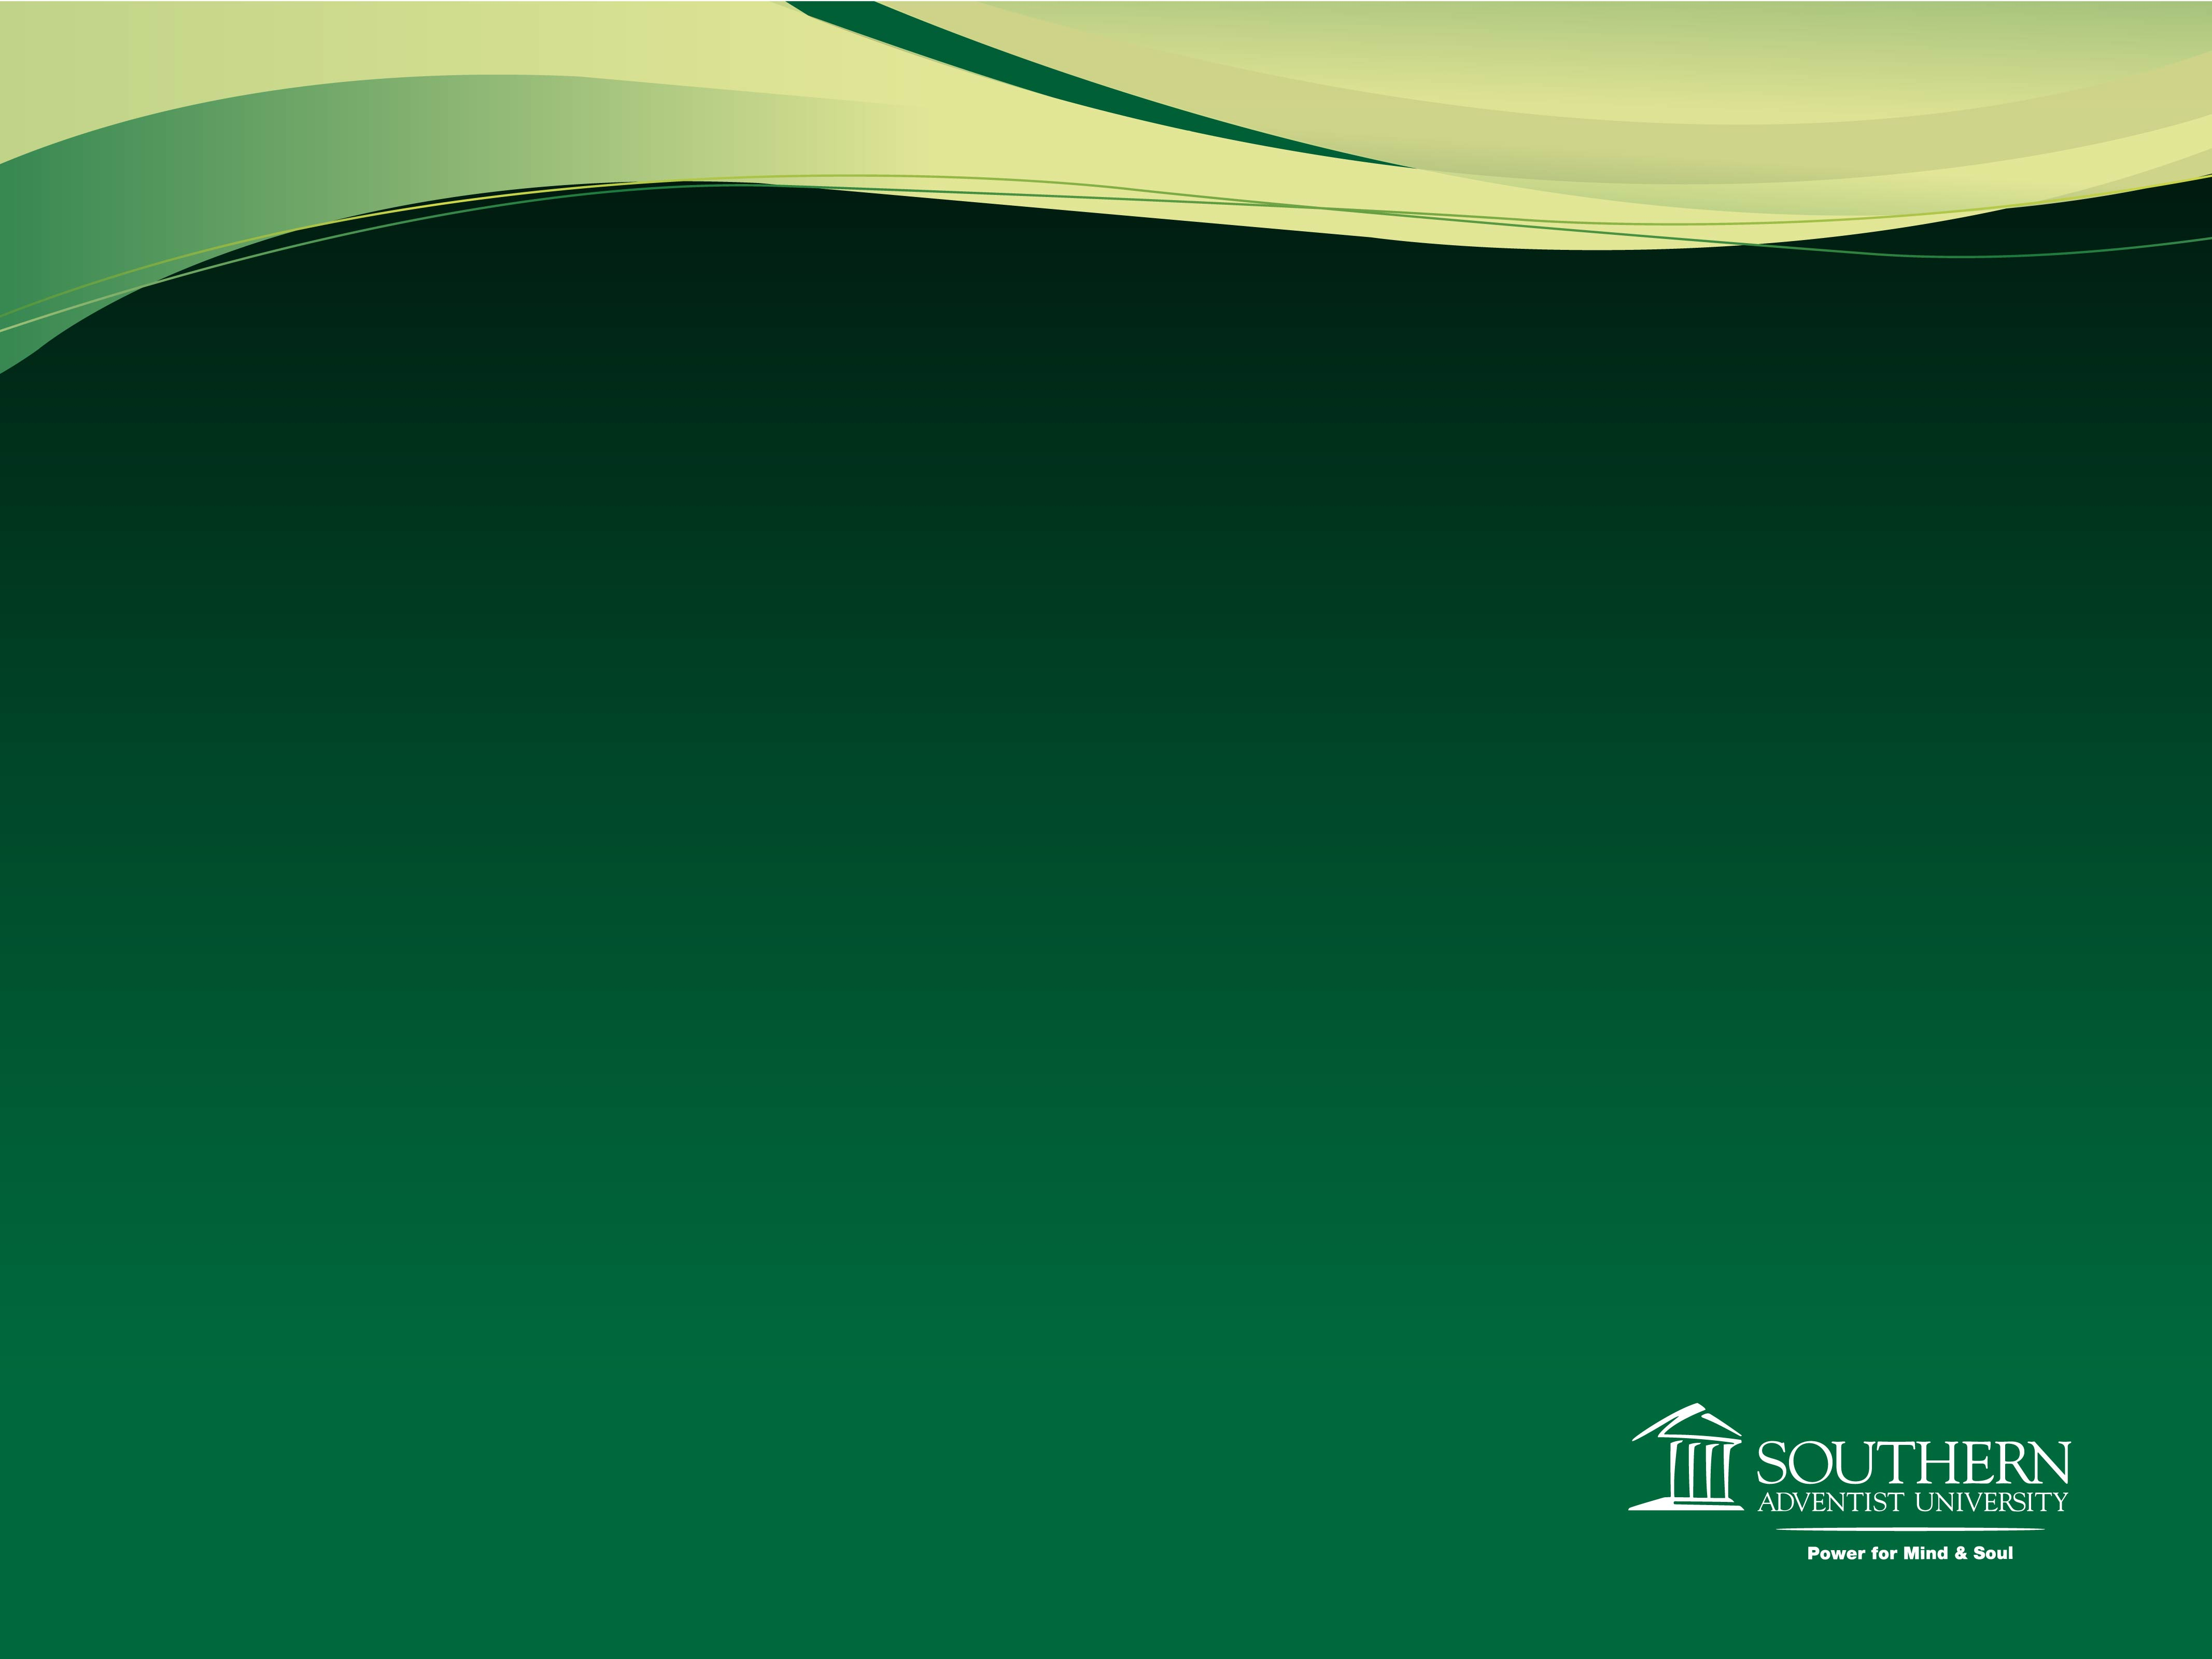 SOUTHERN
ADVENTIST UNIVERSITY
Power for Mind & Soul